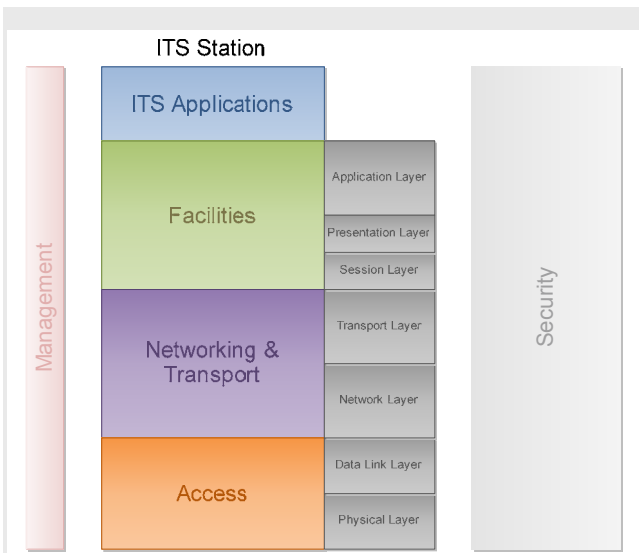 ITS Station
ITS Applications
Facilities
Networking &
Transport
Access
Application Layer
Presentation Layer
Session Layer
Transport Layer
Network Layer
Data Link Layer
Physical Layer
Management
Security